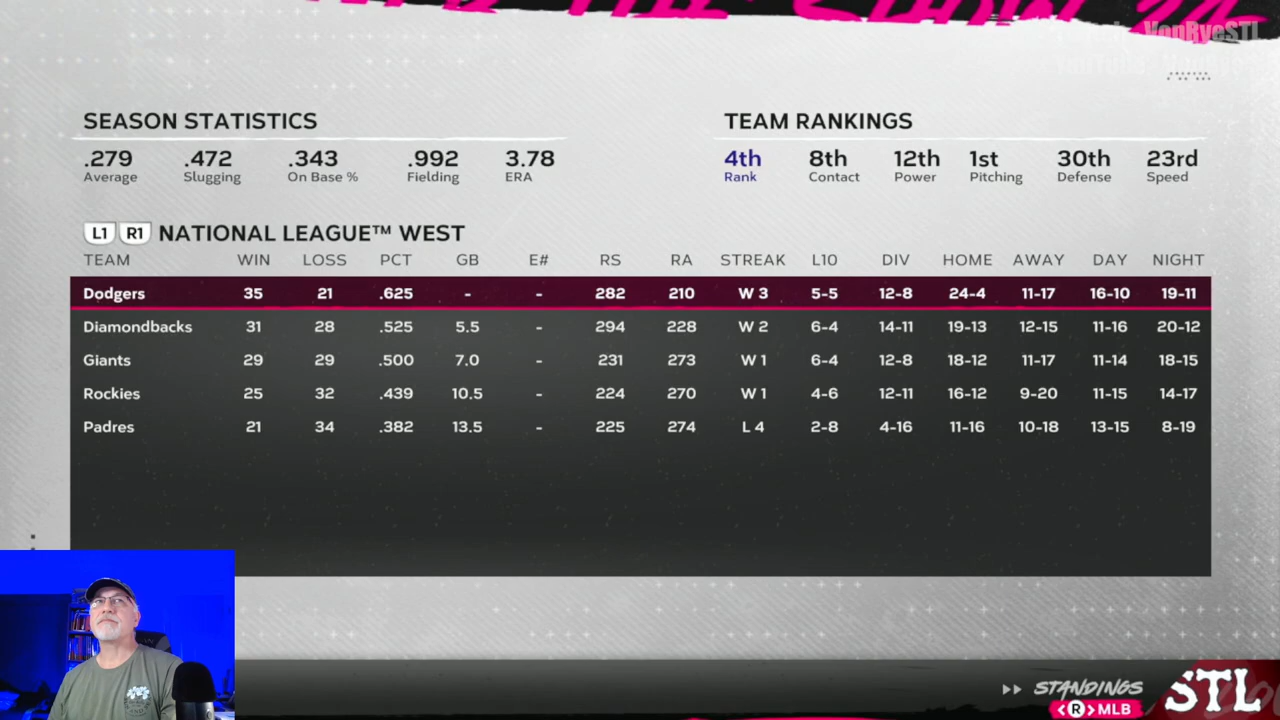 VonRyeSTL
SEASON STATISTICS
.279 .472 .343 .992 3.78
Average Slugging On Base % Fielding ERA
TEAM RANKINGS
4th 8th 12th 1st 30th 23rd
Rank Contact Power Pitching Defense Speed
L1 R1 NATIONAL LEAGUE™ WEST
TEAM WIN LOSS PCT GB E# RS RA STREAK L10 DIV HOME AWAY DAY NIGHT
Dodgers 35 21 .625 - - 282 210 W 3 5-5 12-8 24-4 11-17 16-10 19-11
Diamondbacks 31 28 .525 5.5 - 294 228 W 2 6-4 14-11 19-13 12-15 11-16 20-12
Giants 29 29 .500 7.0 - 231 273 W 1 6-4 12-8 18-12 11-17 11-14 18-15
Rockies 25 32 .439 10.5 - 224 270 W 1 4-6 12-11 16-12 9-20 11-15 14-17
Padres 21 34 .382 13.5 - 225 274 L 4 2-8 4-16 11-16 10-18 13-15 8-19
STANDINGS
R MLB
STL